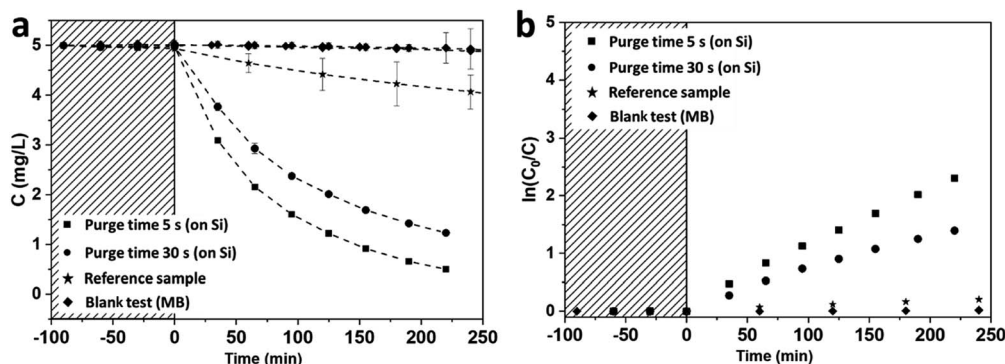 a
C (mg/L)
6
5
4
3
2
1
0
-100 -50 0 50 100 150 200 250
Time (min)
Purge time 5 s (on Si)
Purge time 30 s (on Si)
Reference sample
Blank test (MB)
b
ln(C₀/C)
5
4
3
2
1
0
-100 -50 0 50 100 150 200 250
Time (min)
Purge time 5 s (on Si)
Purge time 30 s (on Si)
Reference sample
Blank test (MB)